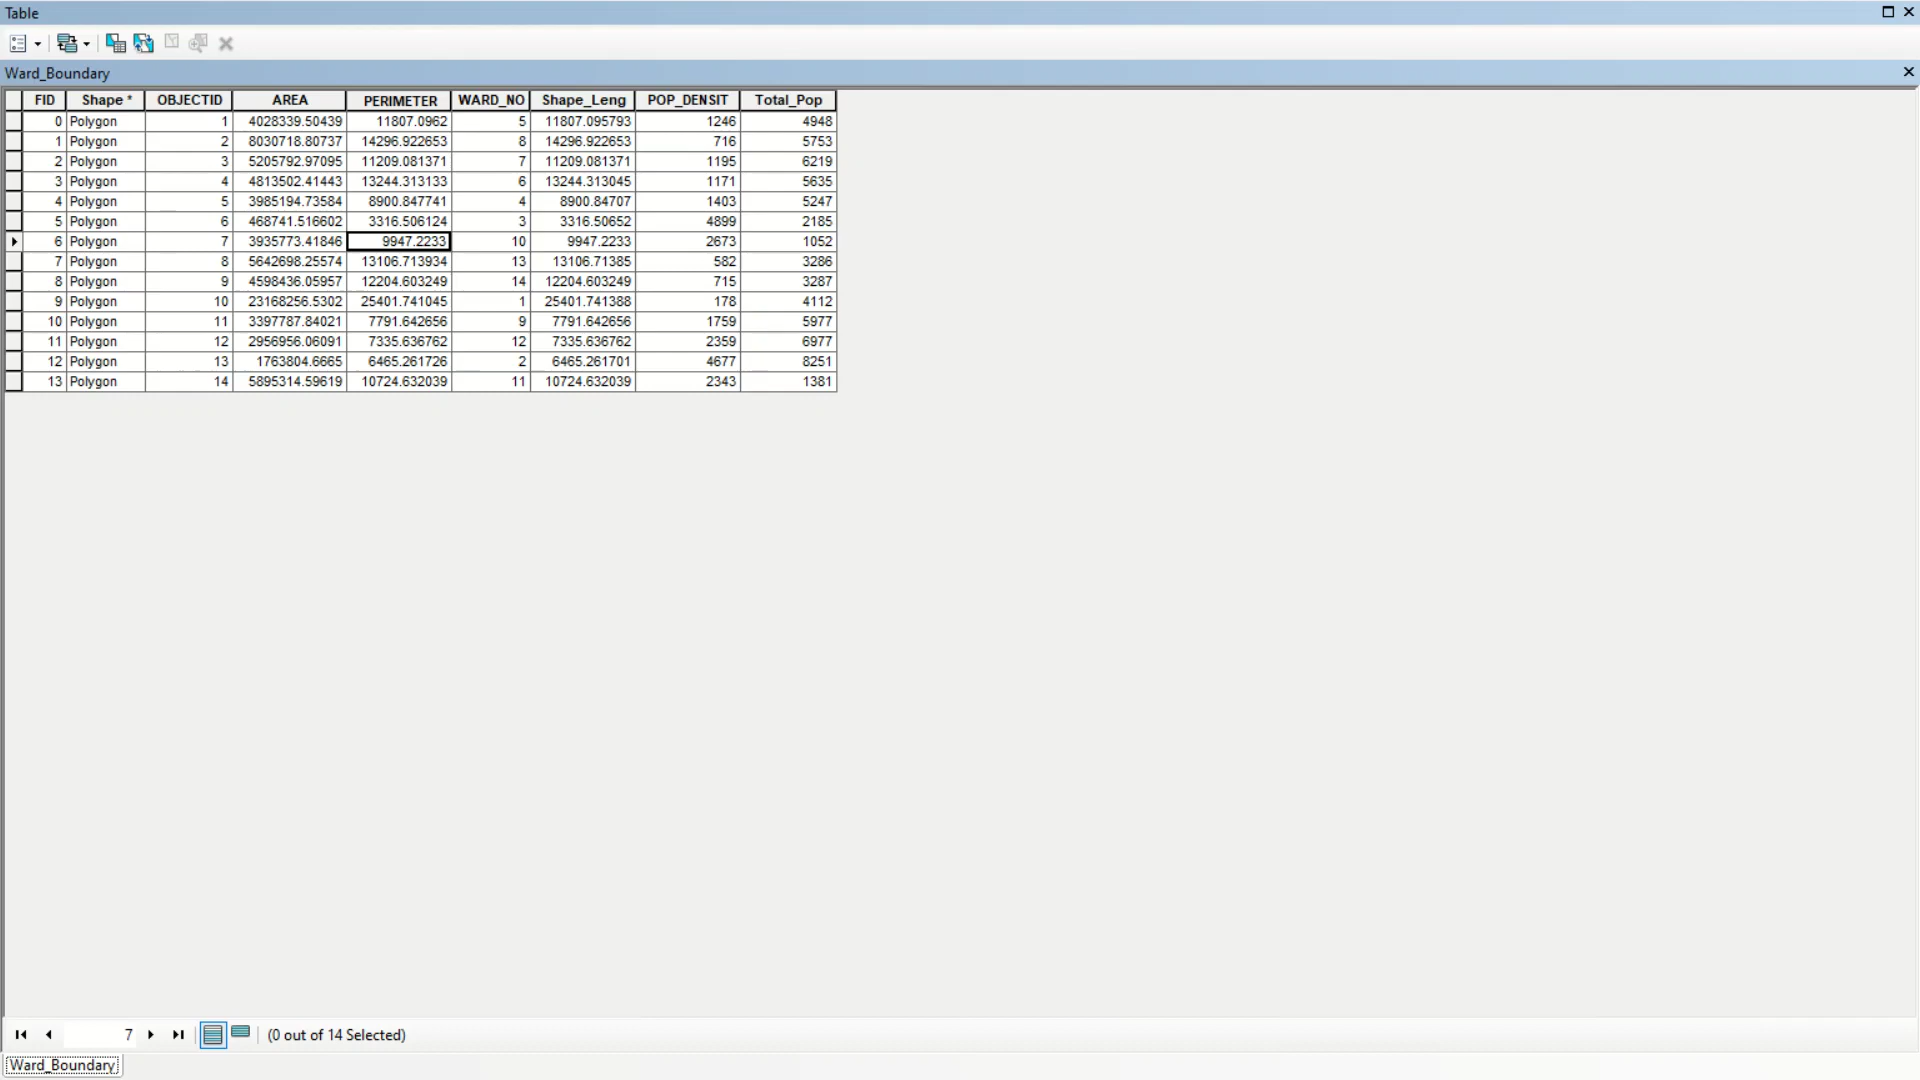 Table
Ward_Boundary
FID Shape * OBJECTID AREA PERIMETER WARD_NO Shape_Leng POP_DENSIT Total_Pop
0 Polygon 1 4028339.50439 11807.0962 5 11807.095793 1246 4948
1 Polygon 2 8030718.80737 14296.922653 8 14296.922653 716 5753
2 Polygon 3 5205792.97095 11209.081371 7 11209.081371 1195 6219
3 Polygon 4 4813502.41443 13244.313133 6 13244.313045 1171 5635
4 Polygon 5 3985194.73584 8900.847741 4 8900.84707 1403 5247
5 Polygon 6 468741.516602 3316.506124 3 3316.50652 4899 2185
6 Polygon 7 3935773.41846 9947.2233 10 9947.2233 2673 1052
7 Polygon 8 5642698.25574 13106.713934 13 13106.71385 582 3286
8 Polygon 9 4598436.05957 12204.603249 14 12204.603249 715 3287
9 Polygon 10 23168256.5302 25401.741045 1 25401.741388 178 4112
10 Polygon 11 3397787.84021 7791.642656 9 7791.642656 1759 5977
11 Polygon 12 2956956.06091 7335.636762 12 7335.636762 2359 6977
12 Polygon 13 1763804.6665 6465.261726 2 6465.261701 4677 8251
13 Polygon 14 5895314.59619 10724.632039 11 10724.632039 2343 1381
7 (0 out of 14 Selected)
Ward_Boundary